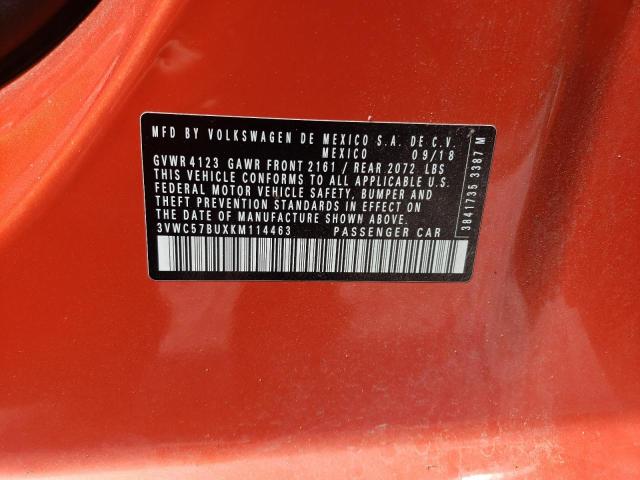 MFD BY VOLKSWAGEN DE MEXICO S.A. DE C.V.
MEXICO 09/18
GVWR 4123 GAWR FRONT 2161 / REAR 2072 LBS
THIS VEHICLE CONFORMS TO ALL APPLICABLE U.S.
FEDERAL MOTOR VEHICLE SAFETY, BUMPER AND
THEFT PREVENTION STANDARDS IN EFFECT ON
THE DATE OF MANUFACTURE SHOWN ABOVE.
3VWC57BUXKM114463 PASSENGER CAR
3841735 3387 M